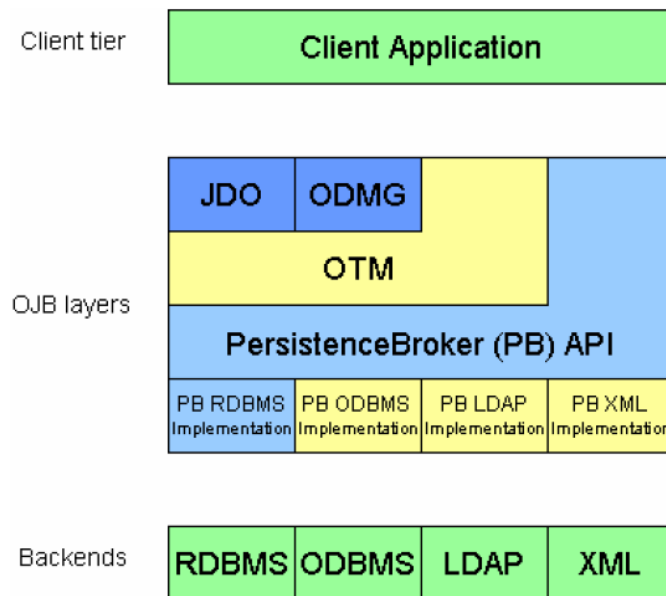 Client tier
Client Application
JDO ODMG
OTM
OJB layers
PersistenceBroker (PB) API
PB RDBMS PB ODBMS PB LDAP PB XML
Implementation Implementation Implementation Implementation
Backends
RDBMS ODBMS LDAP XML